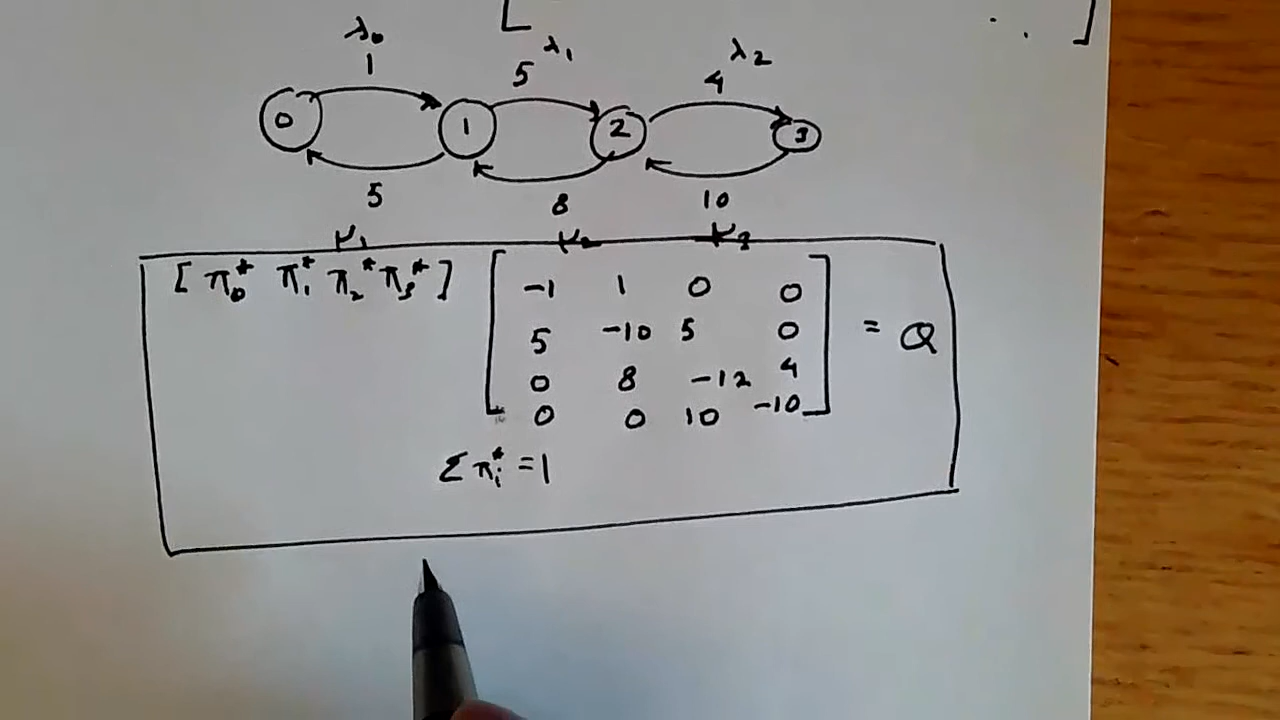 λ₀ λ₁ λ₂
1 5 4
0 1 2 3
5 8 10
μ₁ μ₂ μ₃
[ π₀* π₁* π₂* π₃* ] [ -1 1 0 0
5 -10 5 0
0 8 -12 4
0 0 10 -10 ] = Q
Σ πᵢ* = 1